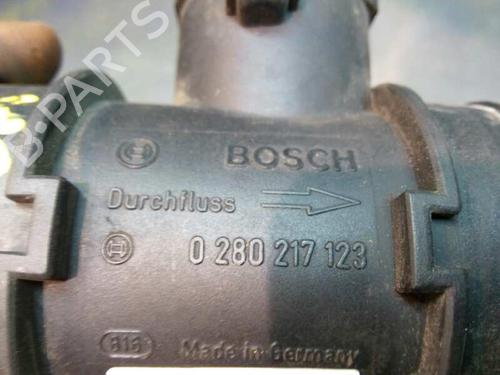 BOSCH
Durchfluss
0 280 217 123
616 Made in Germany
B-PARTS